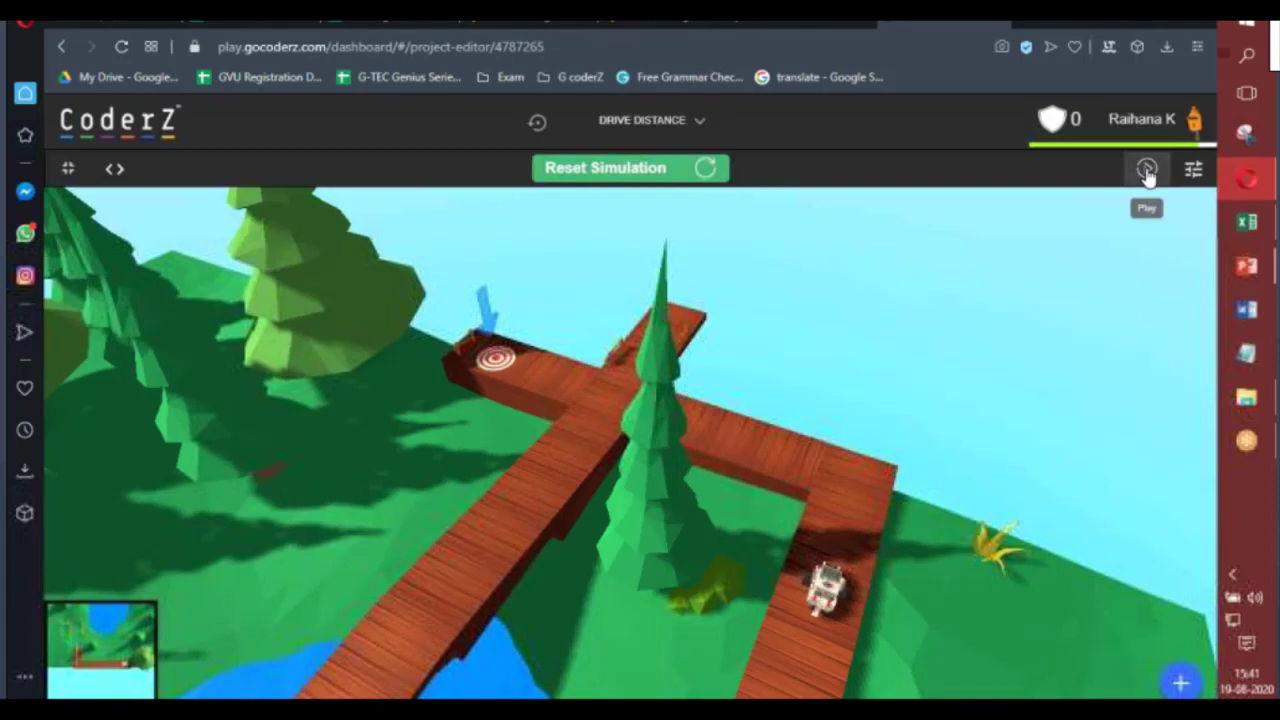 play.gocoderz.com/dashboard/#/project-editor/4787265
My Drive - Google...
GVU Registration D...
G-TEC Genius Serie...
Exam
G coderZ
Free Grammar Chec...
translate - Google S...
CoderZ
DRIVE DISTANCE
0
Raihana K
Reset Simulation
Play
15:41
19-08-2020